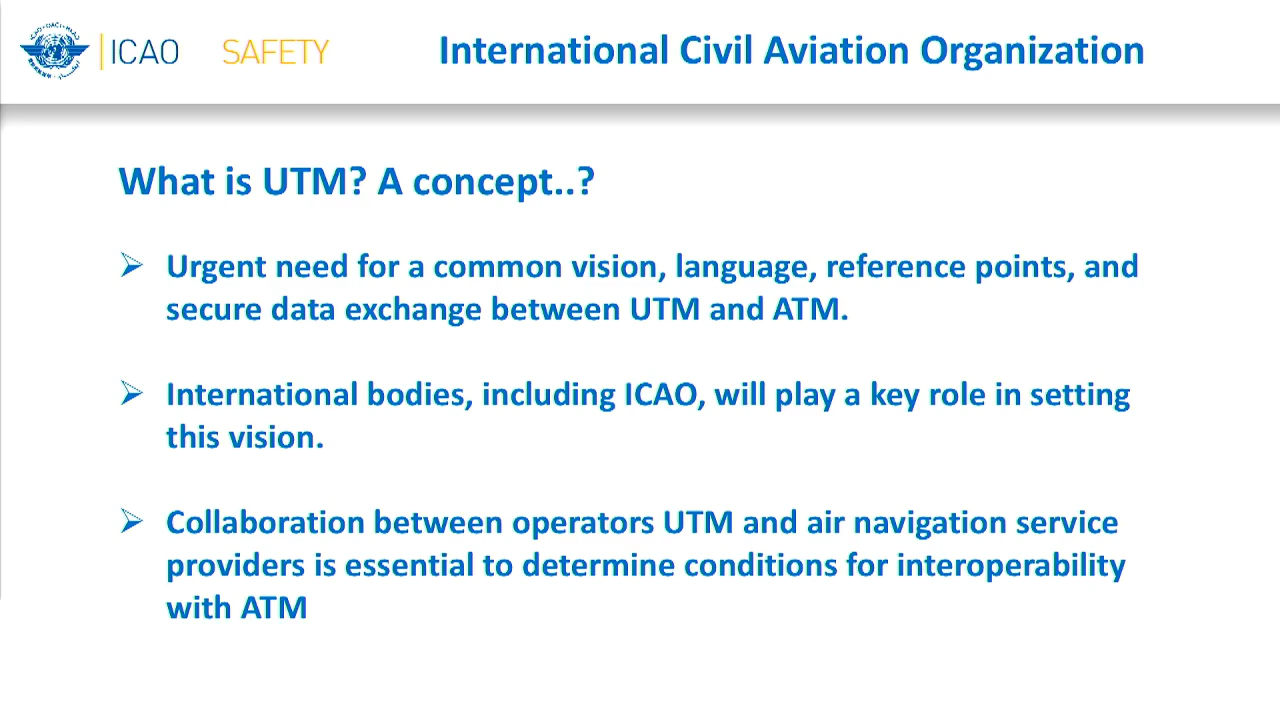 ICAO SAFETY International Civil Aviation Organization
What is UTM? A concept..?
➢ Urgent need for a common vision, language, reference points, and
secure data exchange between UTM and ATM.
➢ International bodies, including ICAO, will play a key role in setting
this vision.
➢ Collaboration between operators UTM and air navigation service
providers is essential to determine conditions for interoperability
with ATM